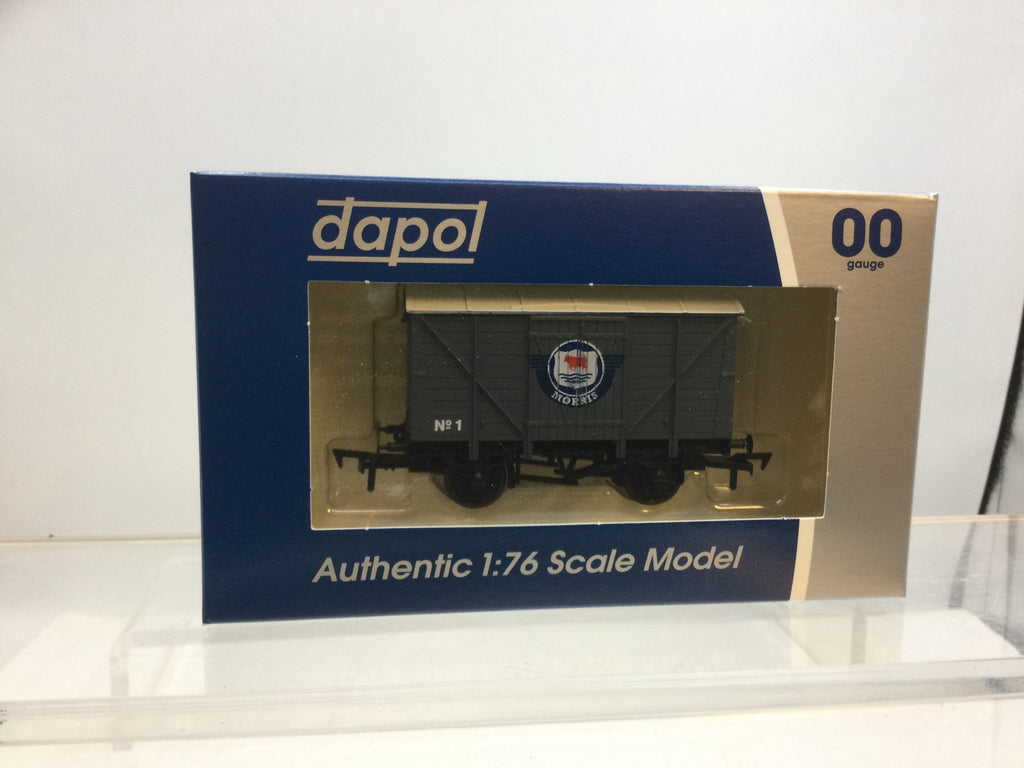 dapol
00
gauge
MORRIS
Nº 1
Authentic 1:76 Scale Model